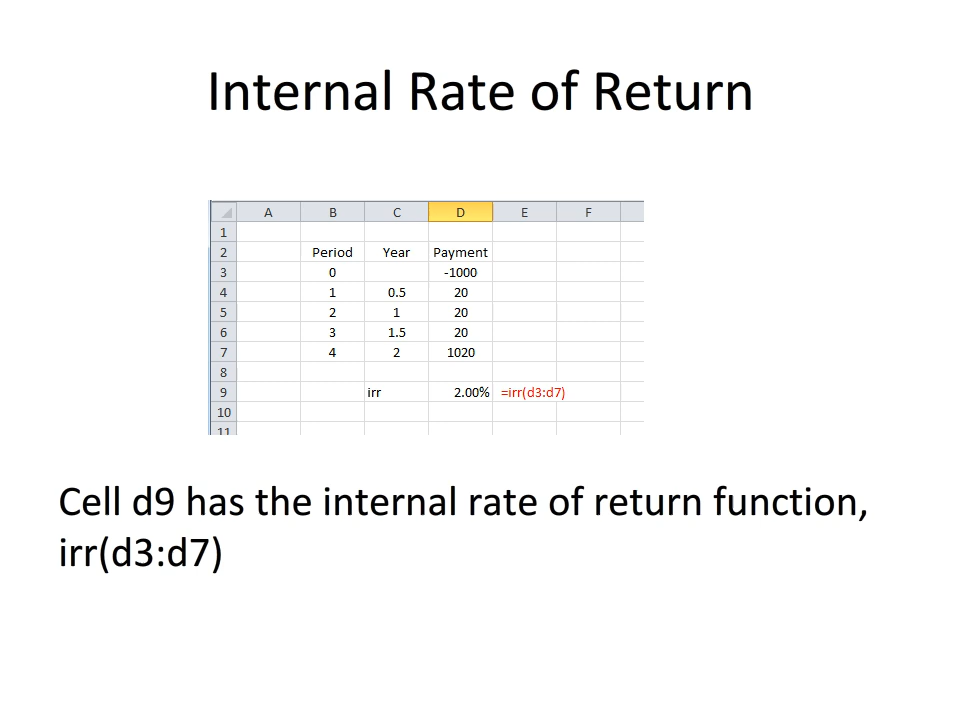 Internal Rate of Return
A B C D E F
1
2 Period Year Payment
3 0 -1000
4 1 0.5 20
5 2 1 20
6 3 1.5 20
7 4 2 1020
8
9 irr 2.00% =irr(d3:d7)
10
11
Cell d9 has the internal rate of return function,
irr(d3:d7)